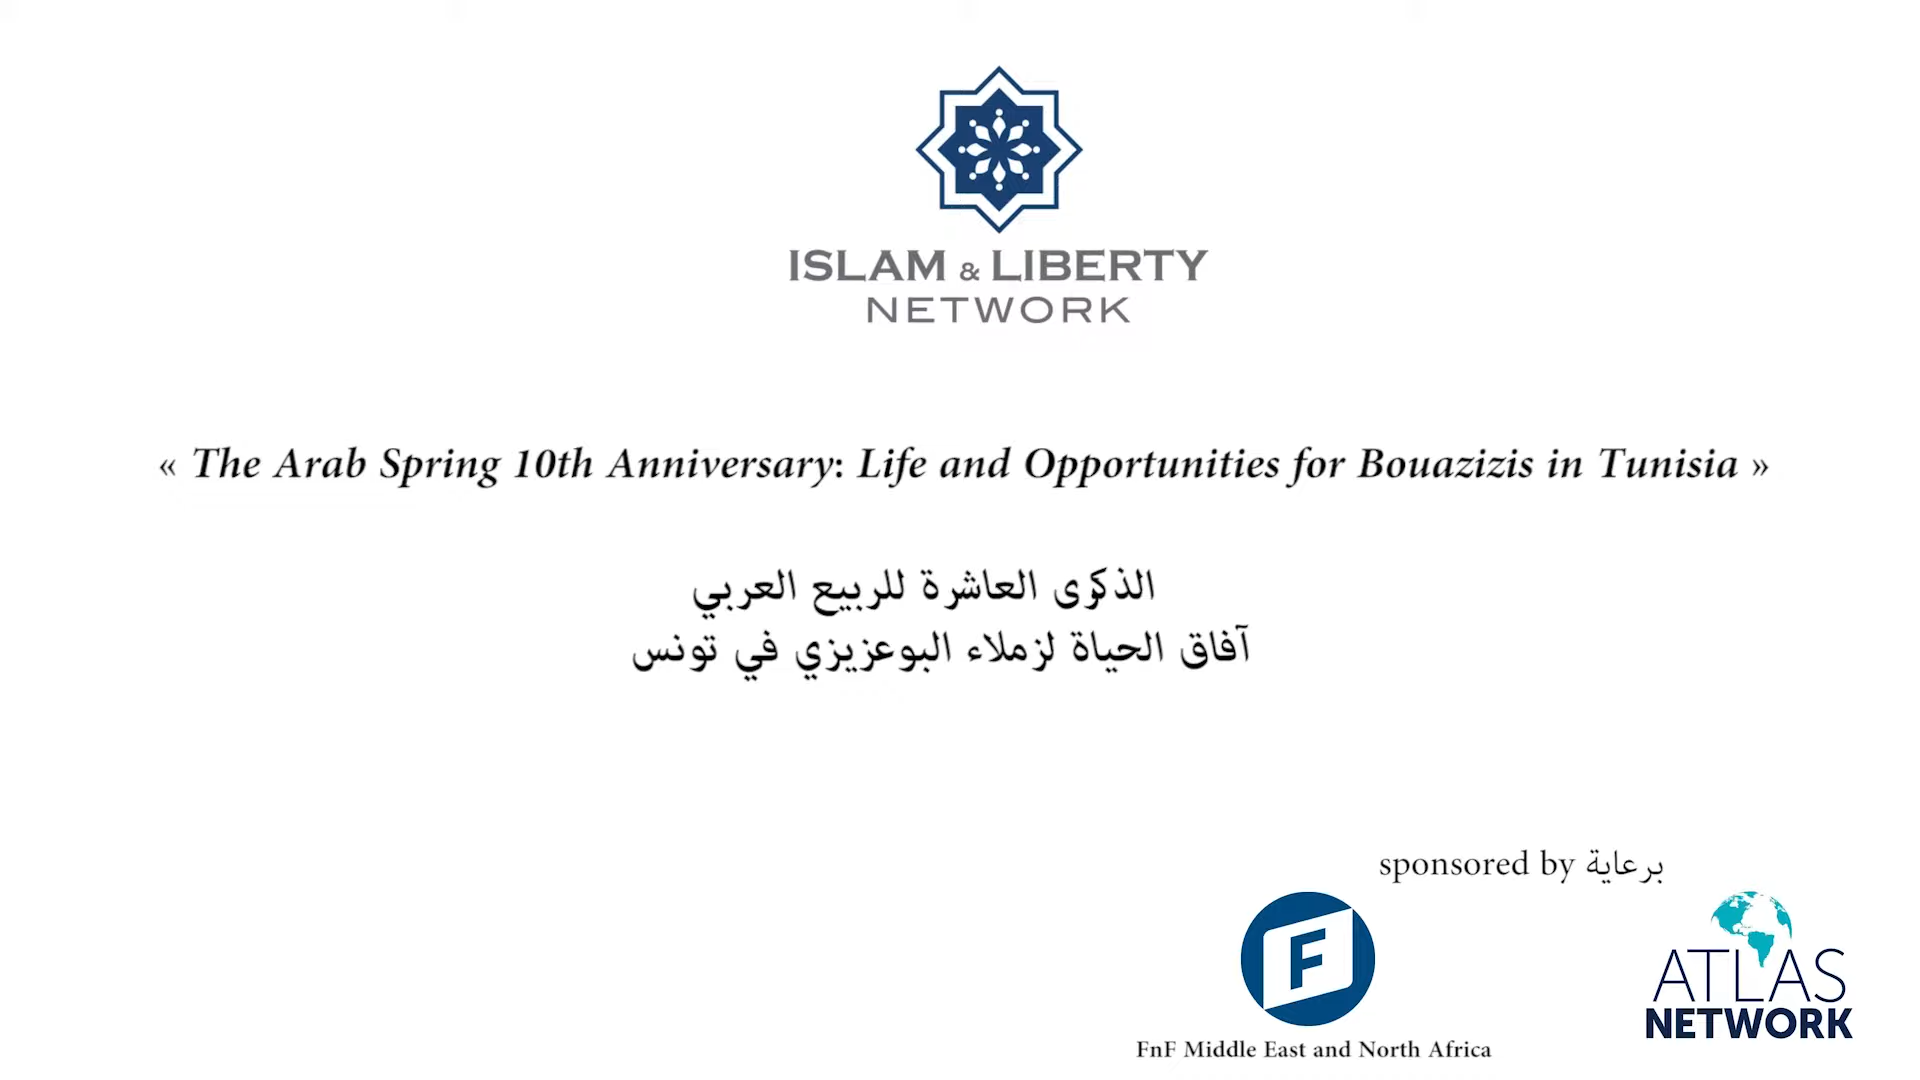 ISLAM & LIBERTY
NETWORK
« The Arab Spring 10th Anniversary: Life and Opportunities for Bouazizis in Tunisia »
الذكرى العاشرة للربيع العربي
آفاق الحياة لزملاء البوعزيزي في تونس
sponsored by برعاية
F
FnF Middle East and North Africa
ATLAS
NETWORK